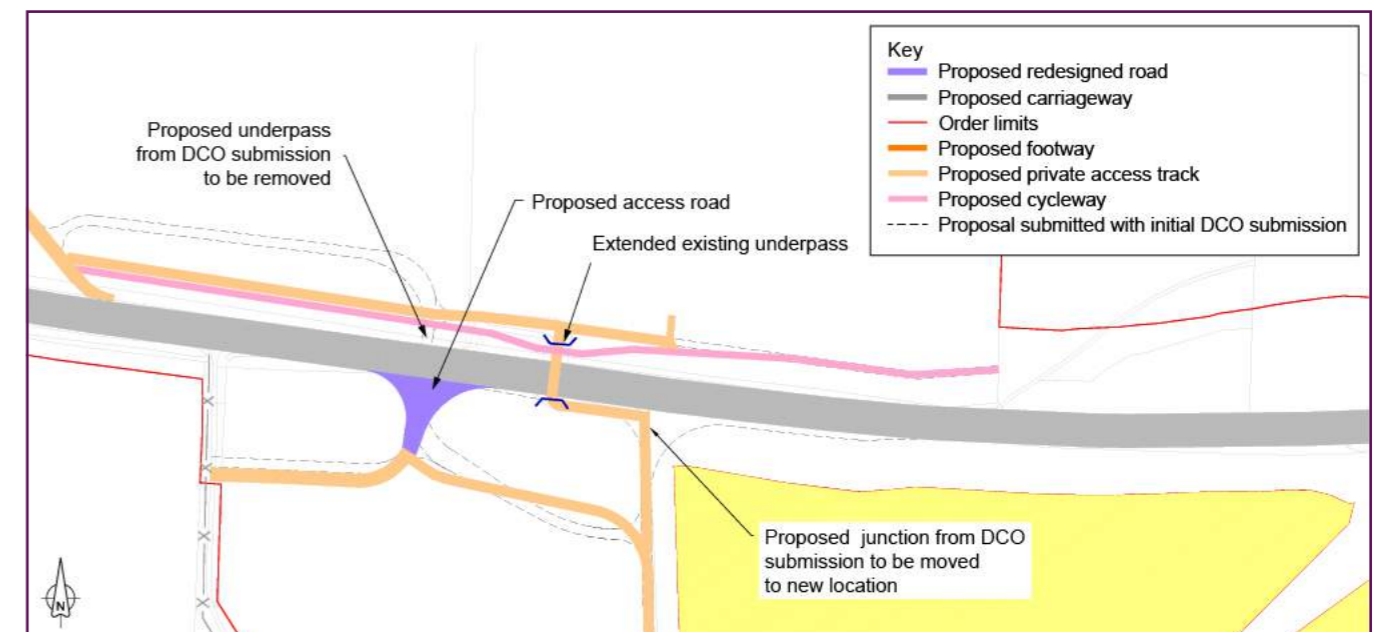 Key
Proposed redesigned road
Proposed carriageway
Order limits
Proposed footway
Proposed private access track
Proposed cycleway
Proposal submitted with initial DCO submission
Proposed underpass
from DCO submission
to be removed
Proposed access road
Extended existing underpass
Proposed junction from DCO
submission to be moved
to new location
N